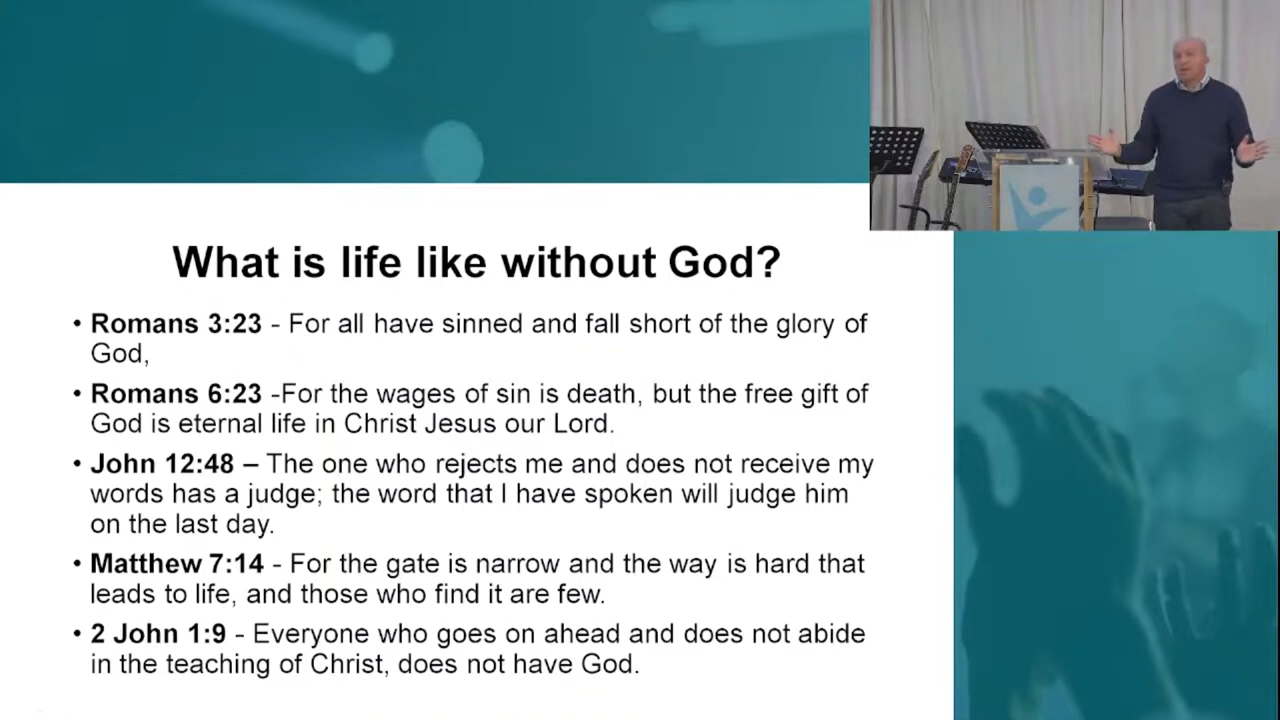 What is life like without God?
• Romans 3:23 - For all have sinned and fall short of the glory of
God,
• Romans 6:23 -For the wages of sin is death, but the free gift of
God is eternal life in Christ Jesus our Lord.
• John 12:48 – The one who rejects me and does not receive my
words has a judge; the word that I have spoken will judge him
on the last day.
• Matthew 7:14 - For the gate is narrow and the way is hard that
leads to life, and those who find it are few.
• 2 John 1:9 - Everyone who goes on ahead and does not abide
in the teaching of Christ, does not have God.